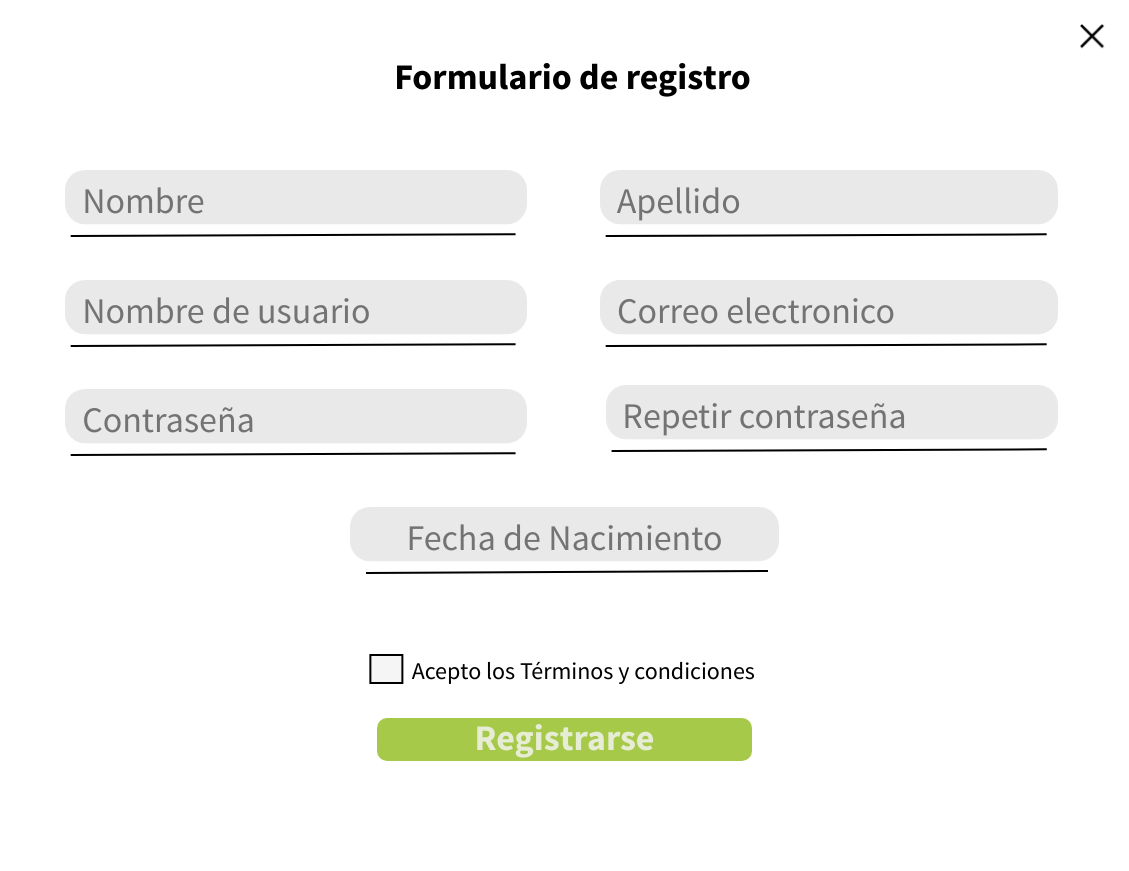 Formulario de registro
Nombre
Apellido
Nombre de usuario
Correo electronico
Contraseña
Repetir contraseña
Fecha de Nacimiento
Acepto los Términos y condiciones
Registrarse